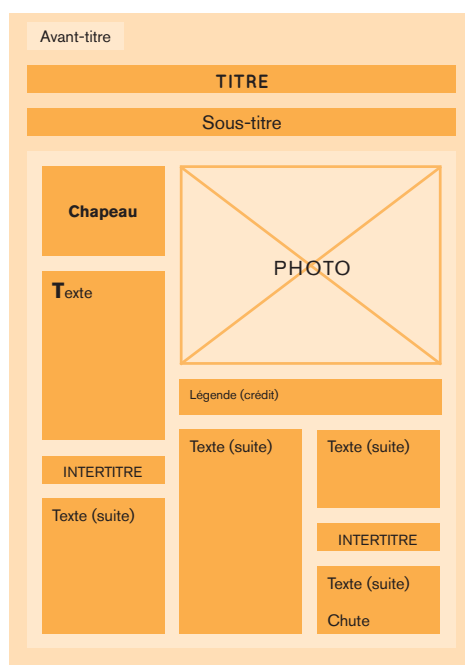 Avant-titre
TITRE
Sous-titre
Chapeau
PHOTO
Texte
Légende (crédit)
INTERTITRE
Texte (suite)
Texte (suite)
Texte (suite)
INTERTITRE
Texte (suite)
Chute